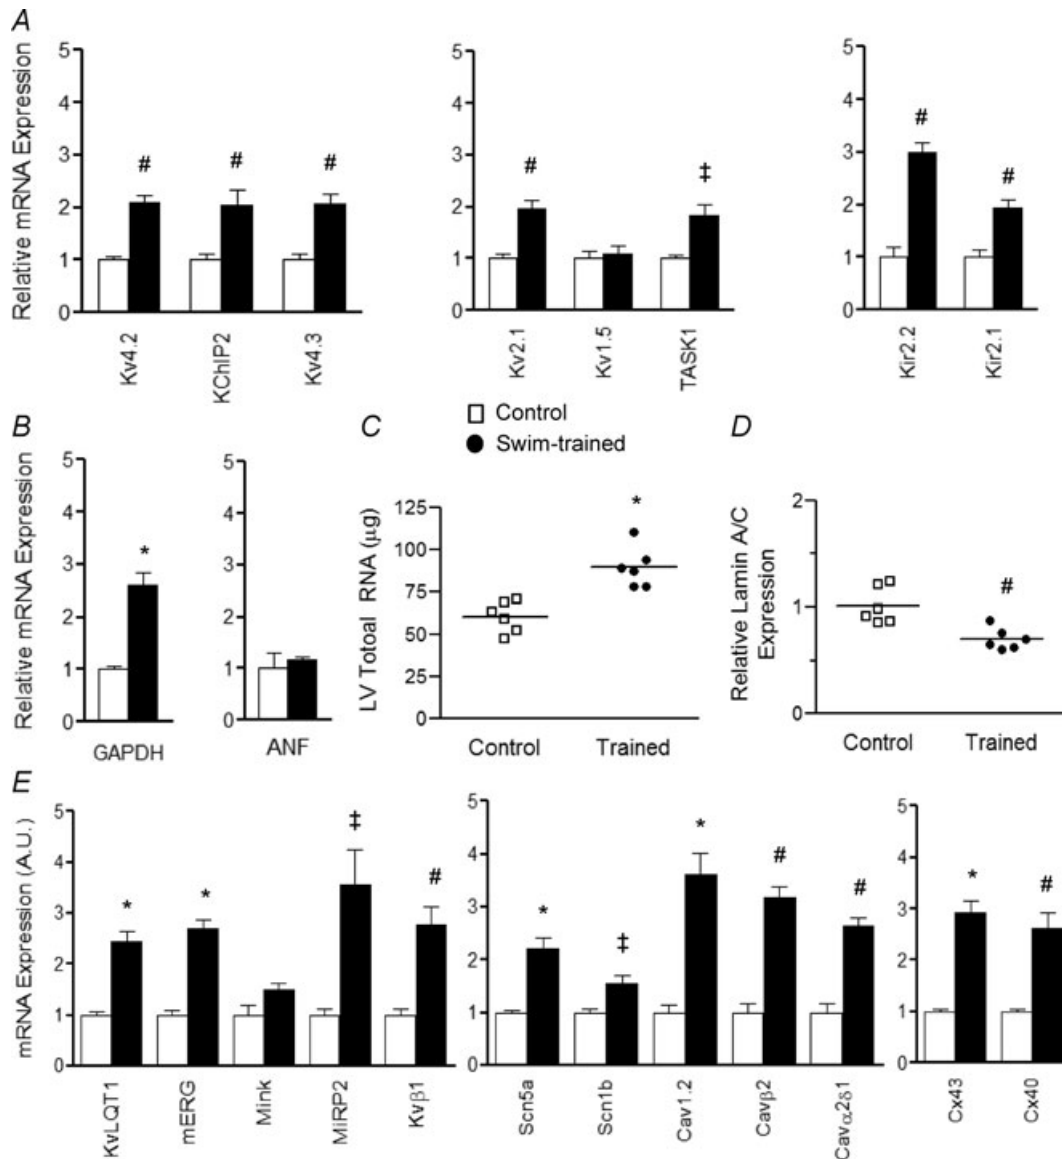 A
Relative mRNA Expression
5
4
3
2
1
0
# # #
Kv4.2
KChIP2
Kv4.3
5
4
3
2
1
0
# ‡
Kv2.1
Kv1.5
TASK1
5
4
3
2
1
0
# #
Kir2.2
Kir2.1
Control
Swim-trained
B
Relative mRNA Expression
5
4
3
2
1
0
*
GAPDH
5
4
3
2
1
0
ANF
C
LV Totoal RNA (μg)
125
100
75
50
25
0
*
Control Trained
D
Relative Lamin A/C
Expression
2
1
0
#
Control Trained
E
mRNA Expression (A.U.)
5
4
3
2
1
0
* * ‡ #
KvLQT1
mERG
Mink
MiRP2
Kvβ1
5
4
3
2
1
0
* ‡ * # #
Scn5a
Scn1b
Cav1.2
Cavβ2
Cavα2δ1
5
4
3
2
1
0
* #
Cx43
Cx40